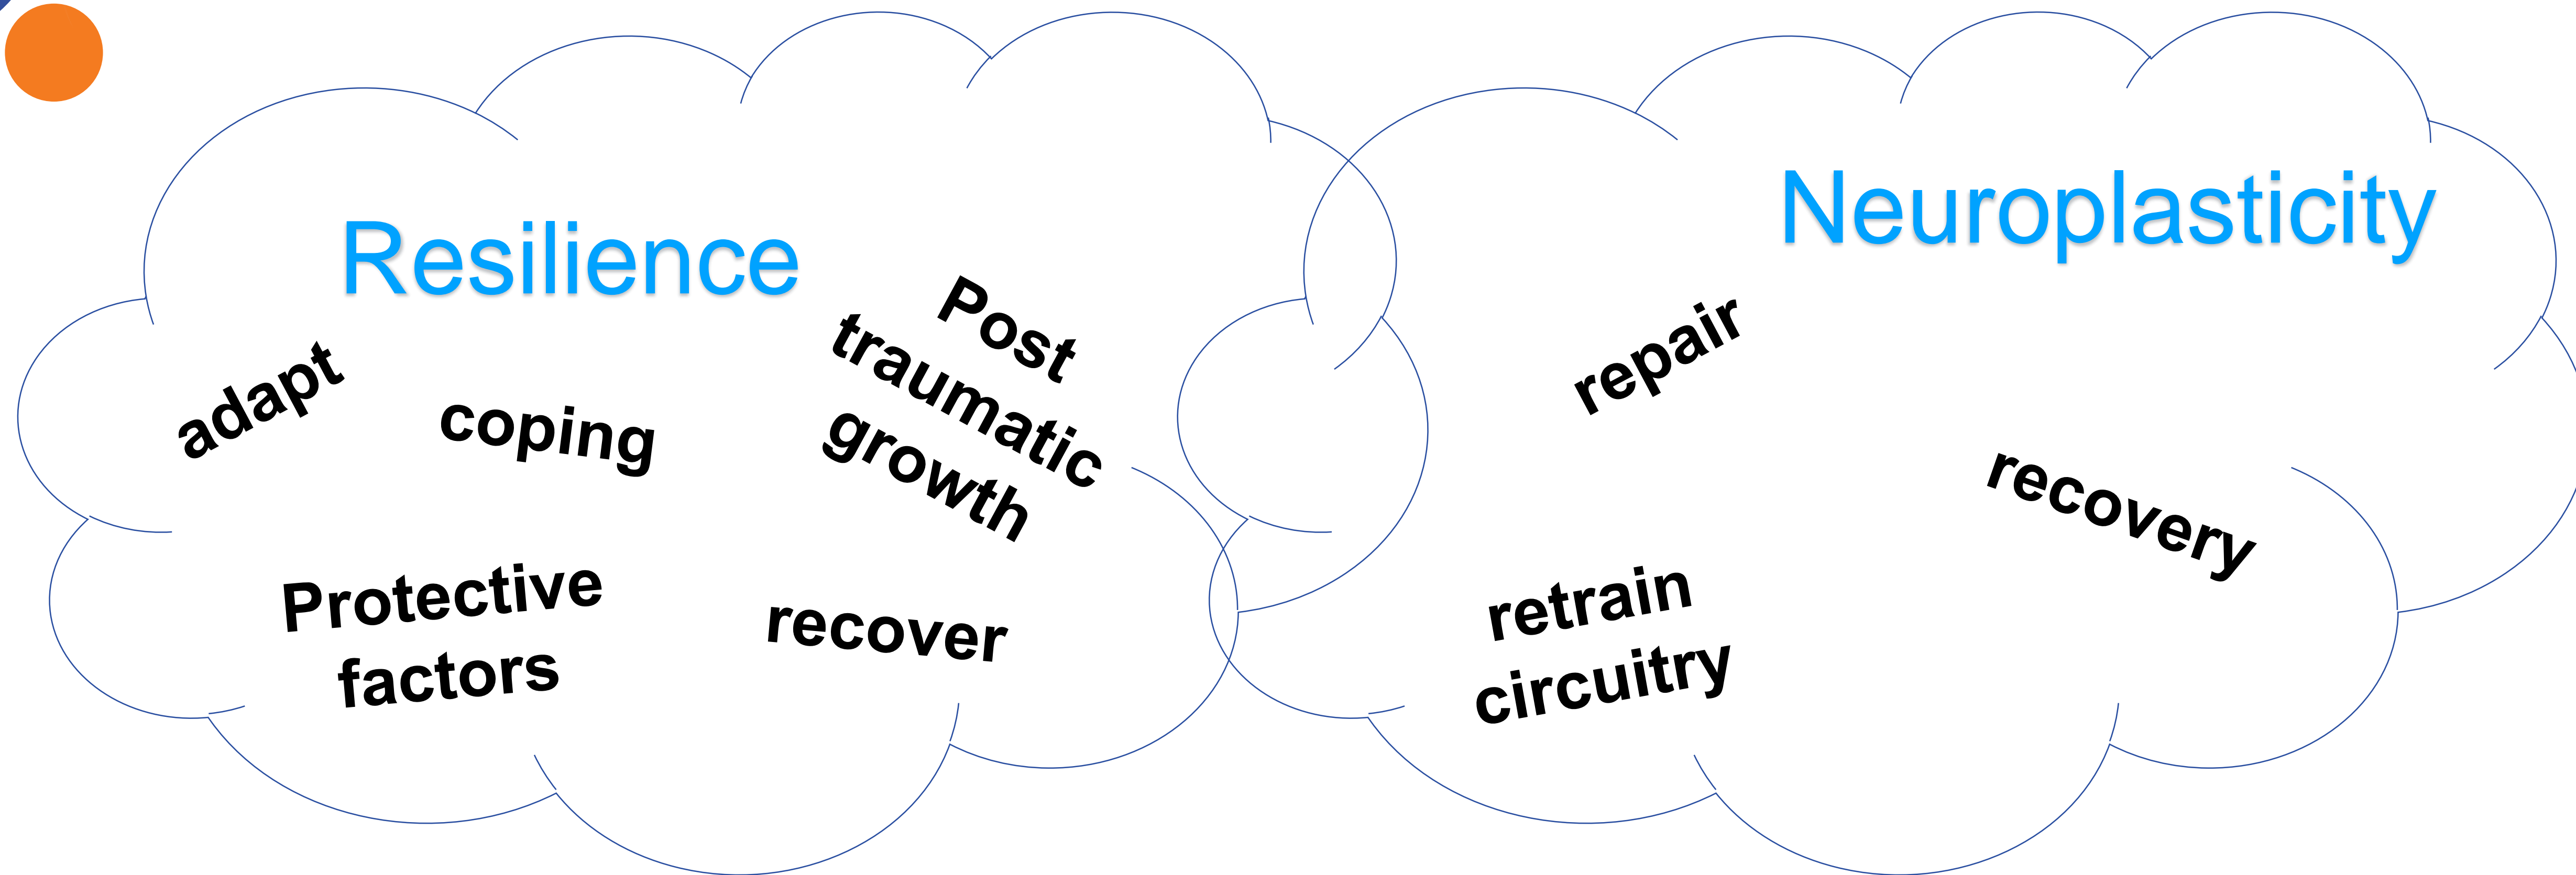 Resilience
adapt
coping
Post
traumatic
growth
Protective
factors
recover
Neuroplasticity
repair
recovery
retrain
circuitry